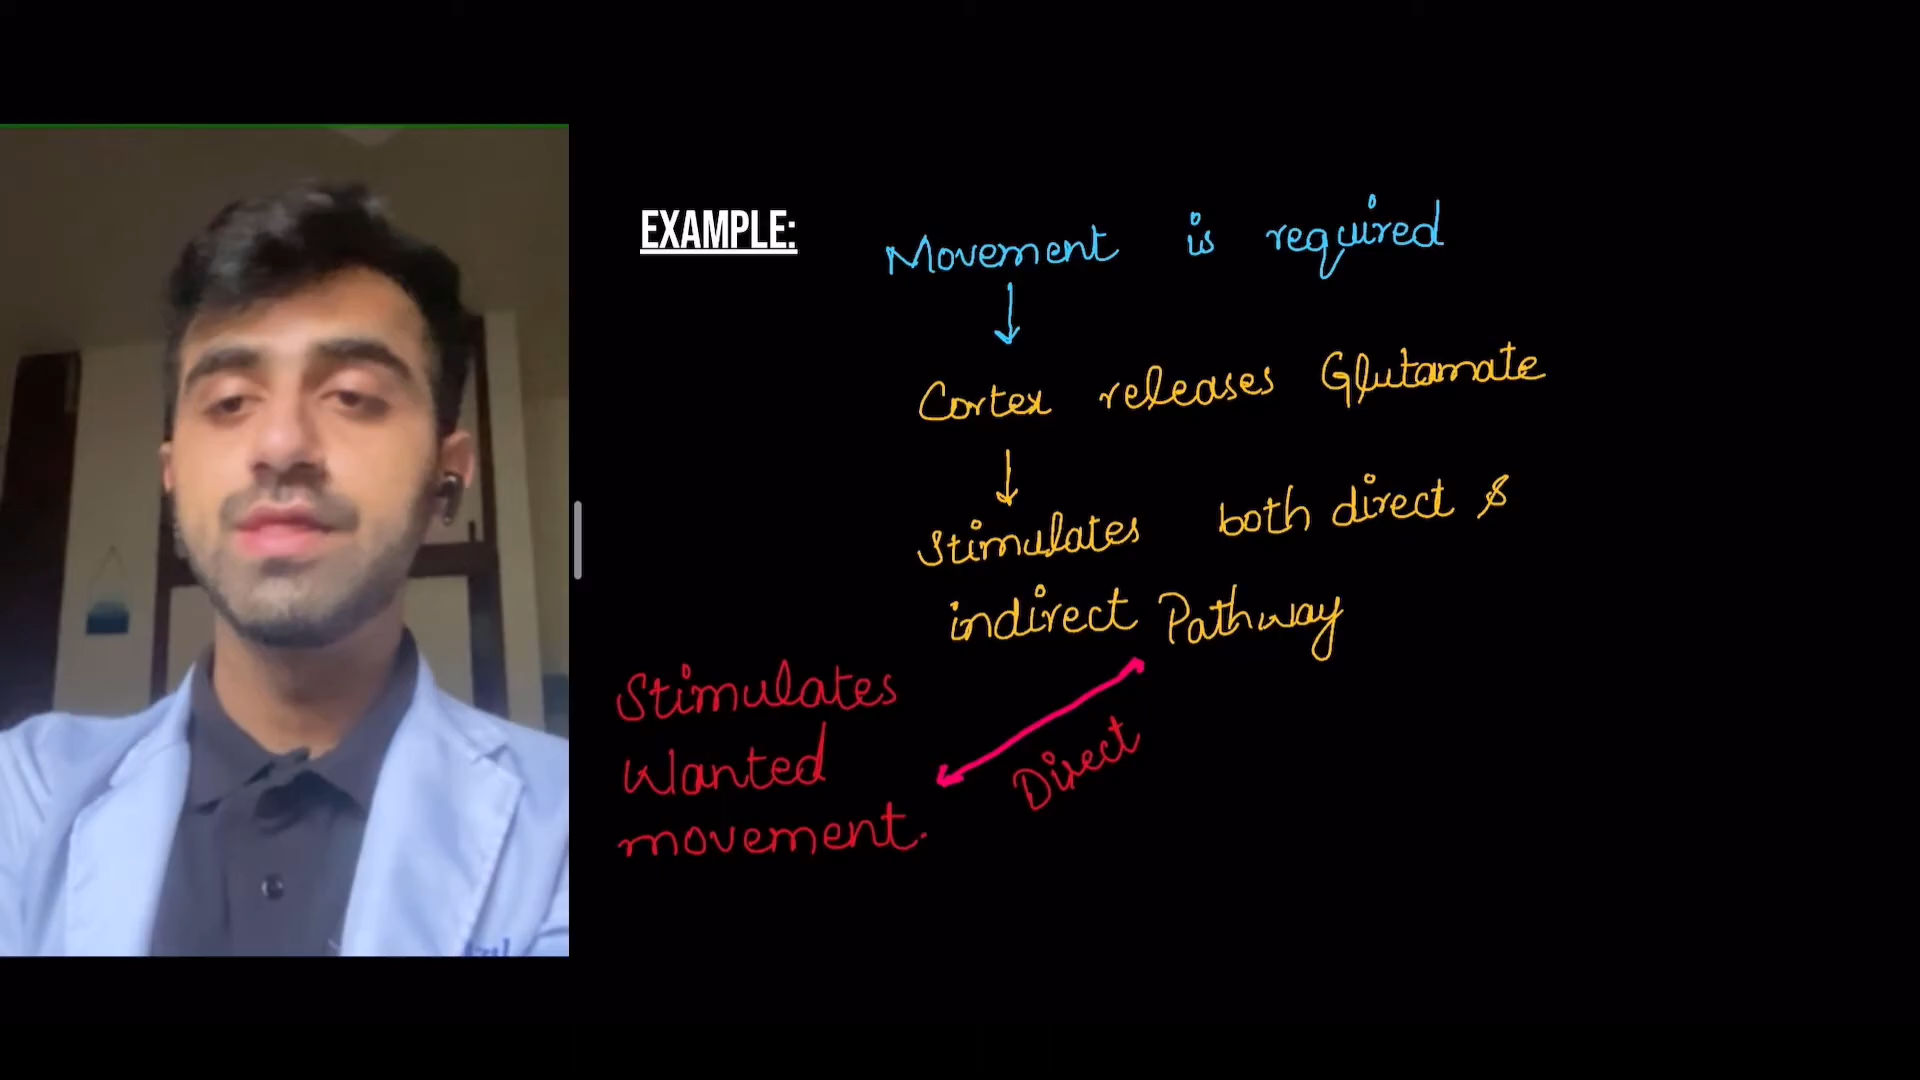 EXAMPLE:
Movement is required
Cortex releases Glutamate
Stimulates both direct &
indirect Pathway
Direct
Stimulates
Wanted
movement.